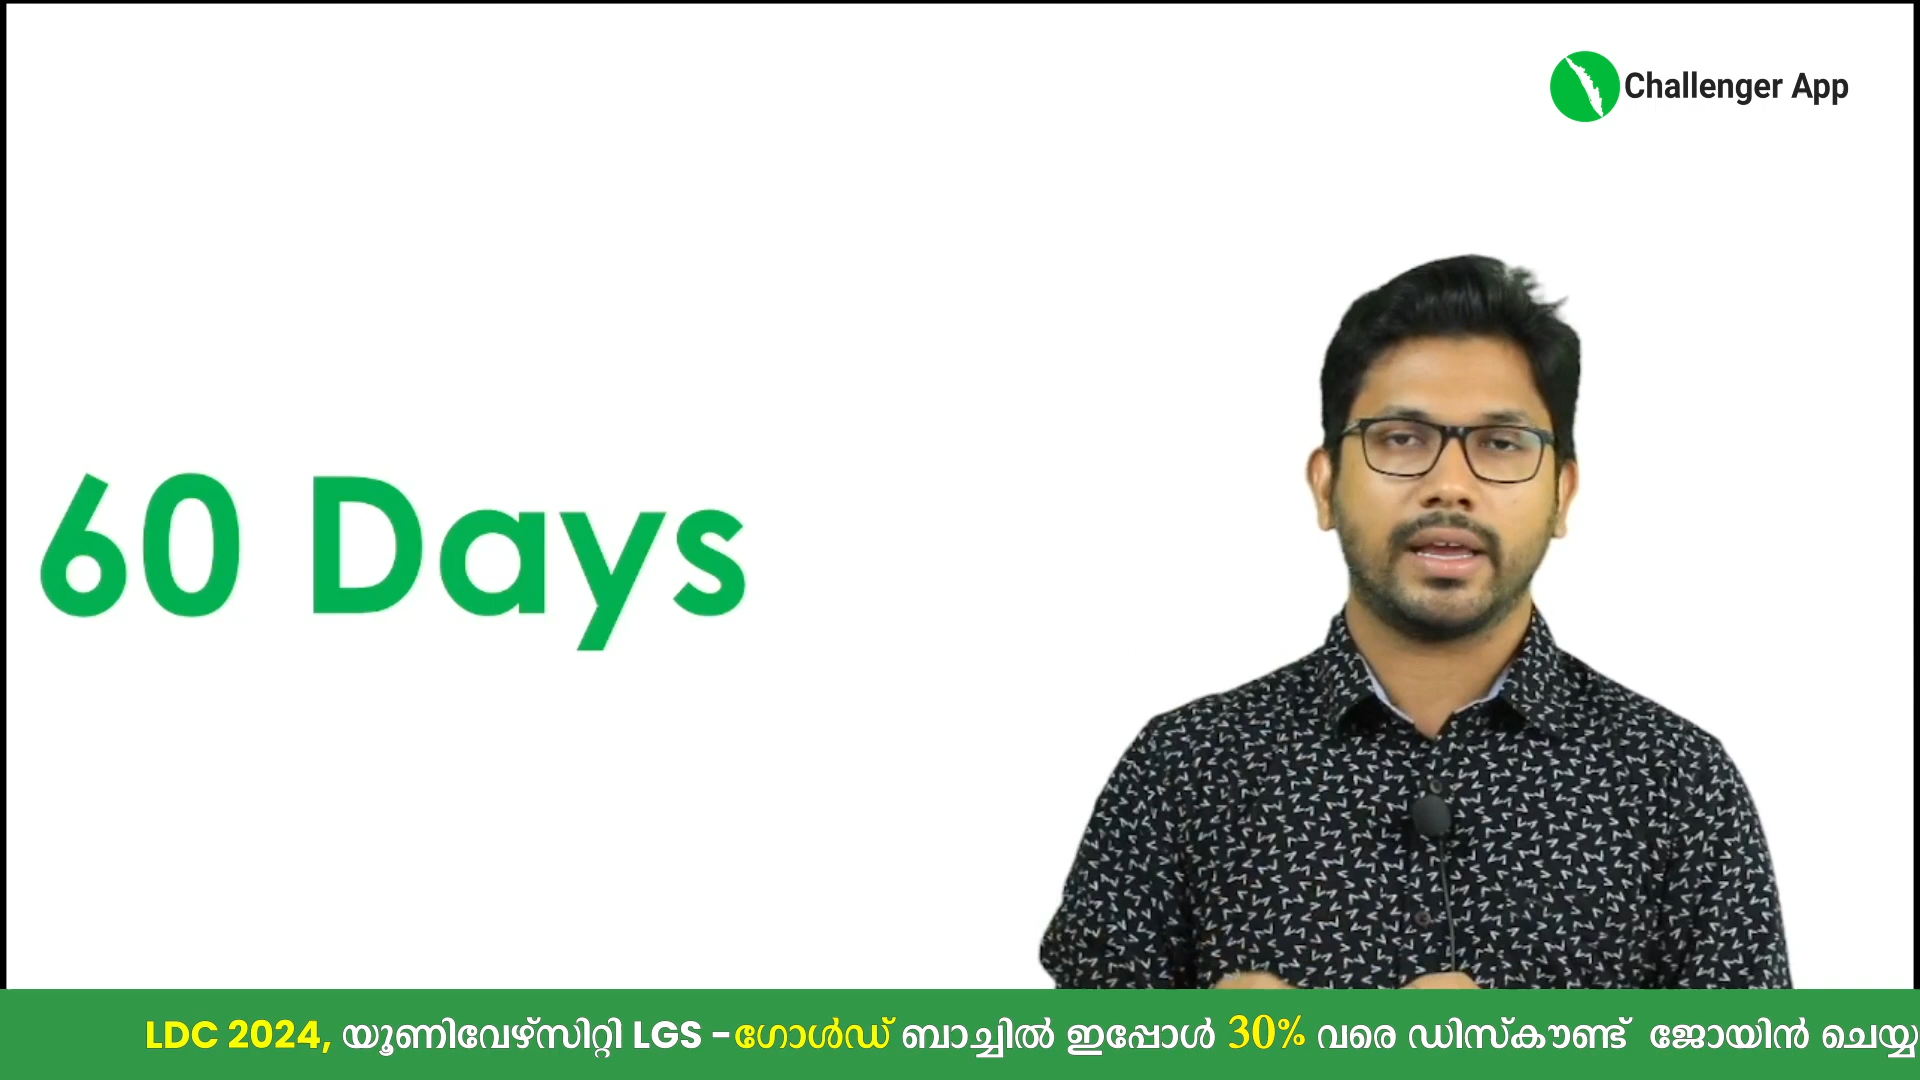 Challenger App
60 Days
LDC 2024, യൂണിവേഴ്സിറ്റി LGS -ഗോൾഡ് ബാച്ചിൽ ഇപ്പോൾ 30% വരെ ഡിസ്കൗണ്ട് ജോയിൻ